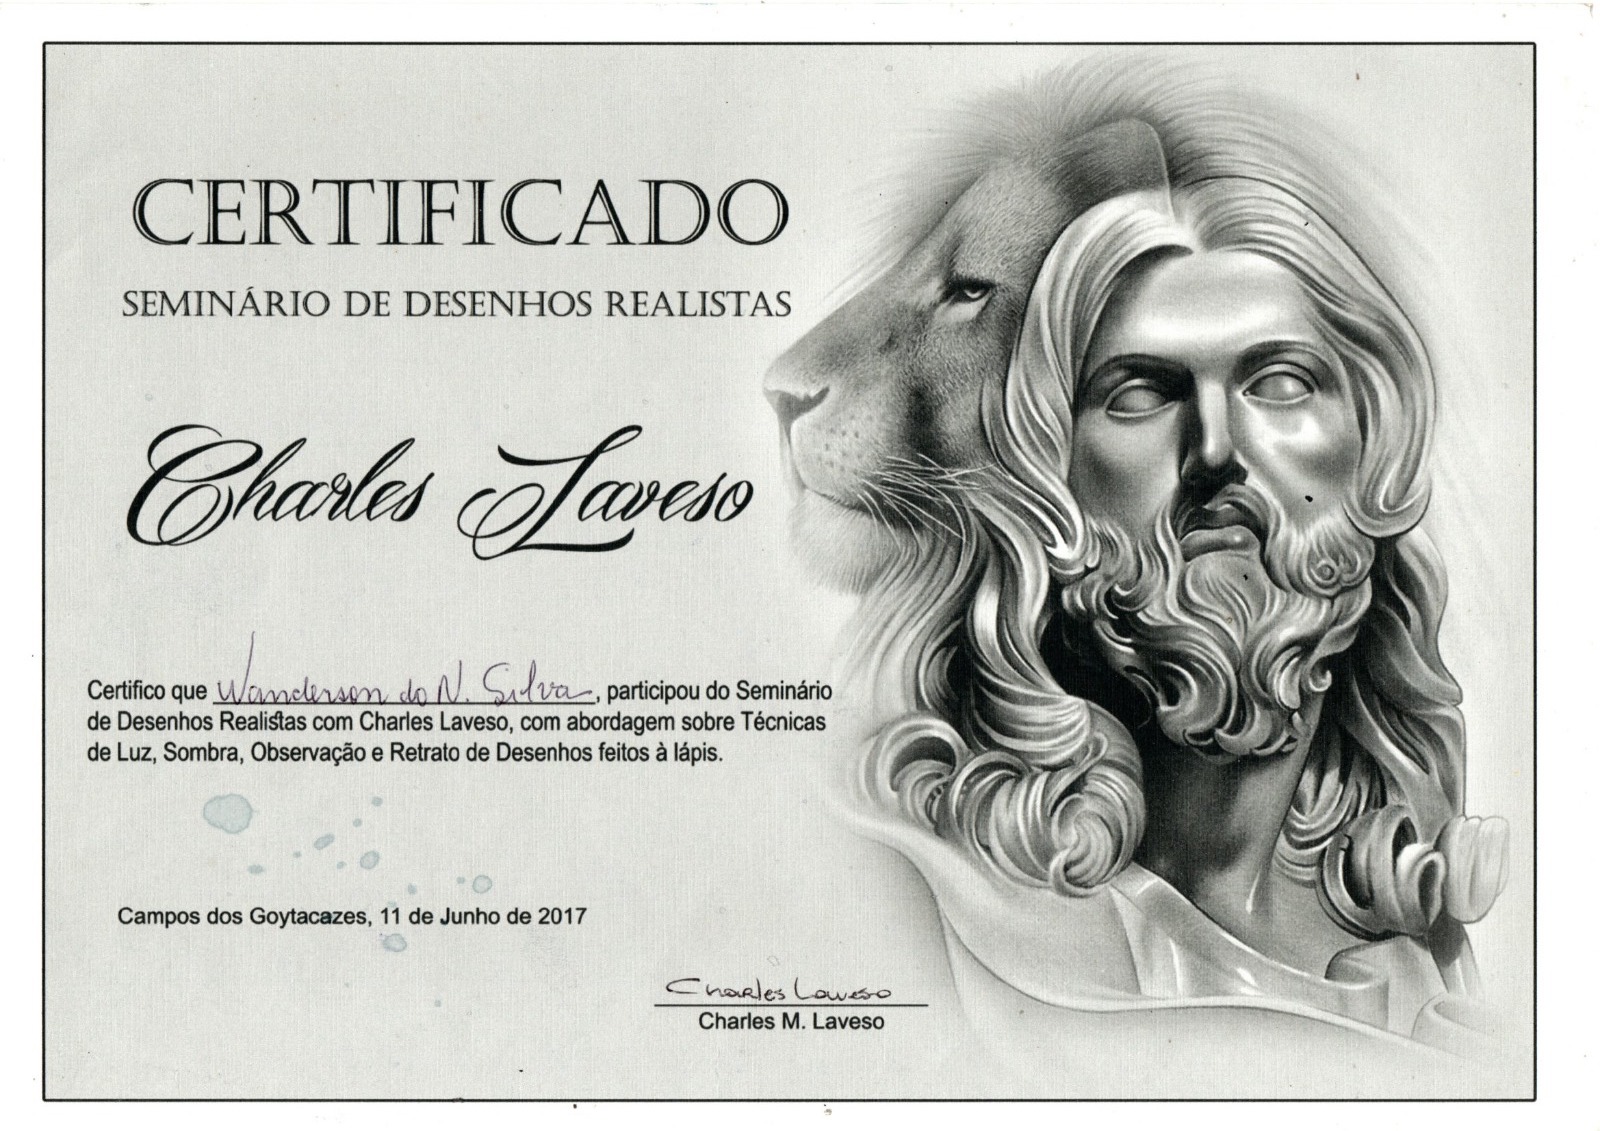 CERTIFICADO
SEMINÁRIO DE DESENHOS REALISTAS
Charles Laveso
Certifico que Wanderson do N. Silva, participou do Seminário
de Desenhos Realistas com Charles Laveso, com abordagem sobre Técnicas
de Luz, Sombra, Observação e Retrato de Desenhos feitos à lápis.
Campos dos Goytacazes, 11 de Junho de 2017
Charles Laveso
Charles M. Laveso